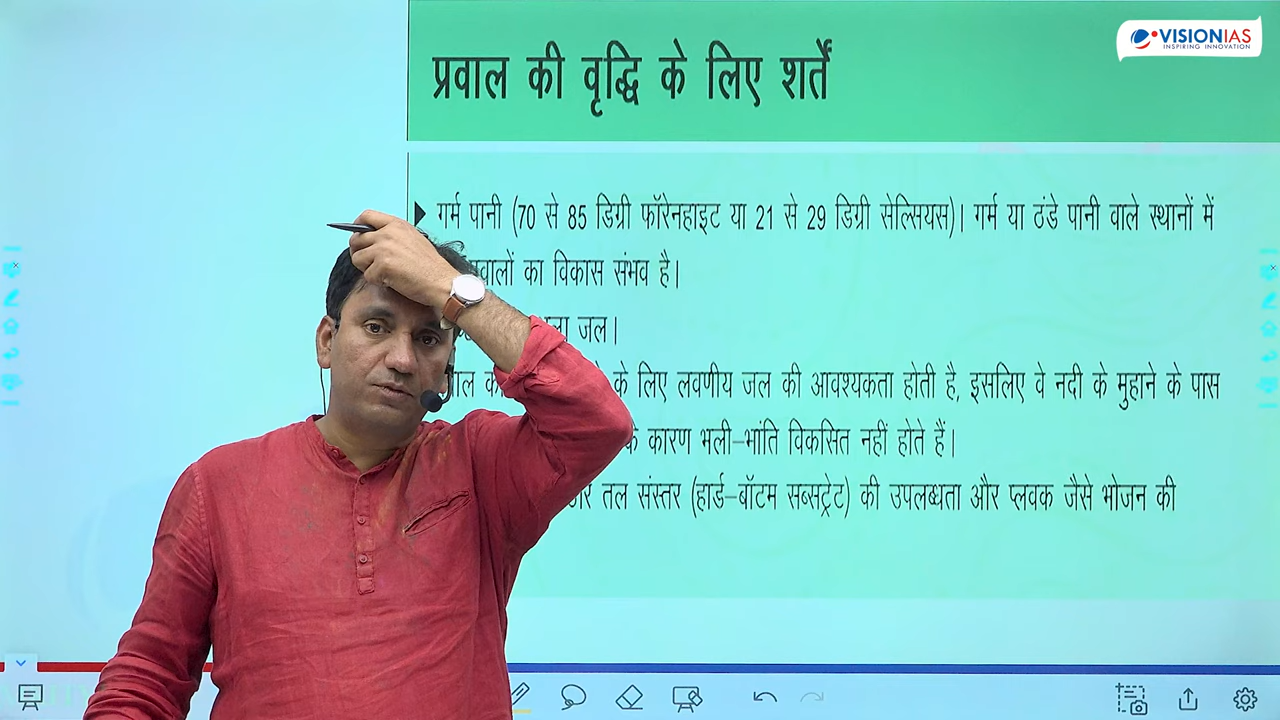 VISIONIAS
INSPIRING INNOVATION
प्रवाल की वृद्धि के लिए शर्तें
गर्म पानी (70 से 85 डिग्री फॉरेनहाइट या 21 से 29 डिग्री सेल्सियस)। गर्म या ठंडे पानी वाले स्थानों में
का विकास संभव है।
जल।
के लिए लवणीय जल की आवश्यकता होती है, इसलिए वे नदी के मुहाने के पास
के कारण भली–भांति विकसित नहीं होते हैं।
तल संस्तर (हार्ड–बॉटम सब्सट्रेट) की उपलब्धता और प्लवक जैसे भोजन की